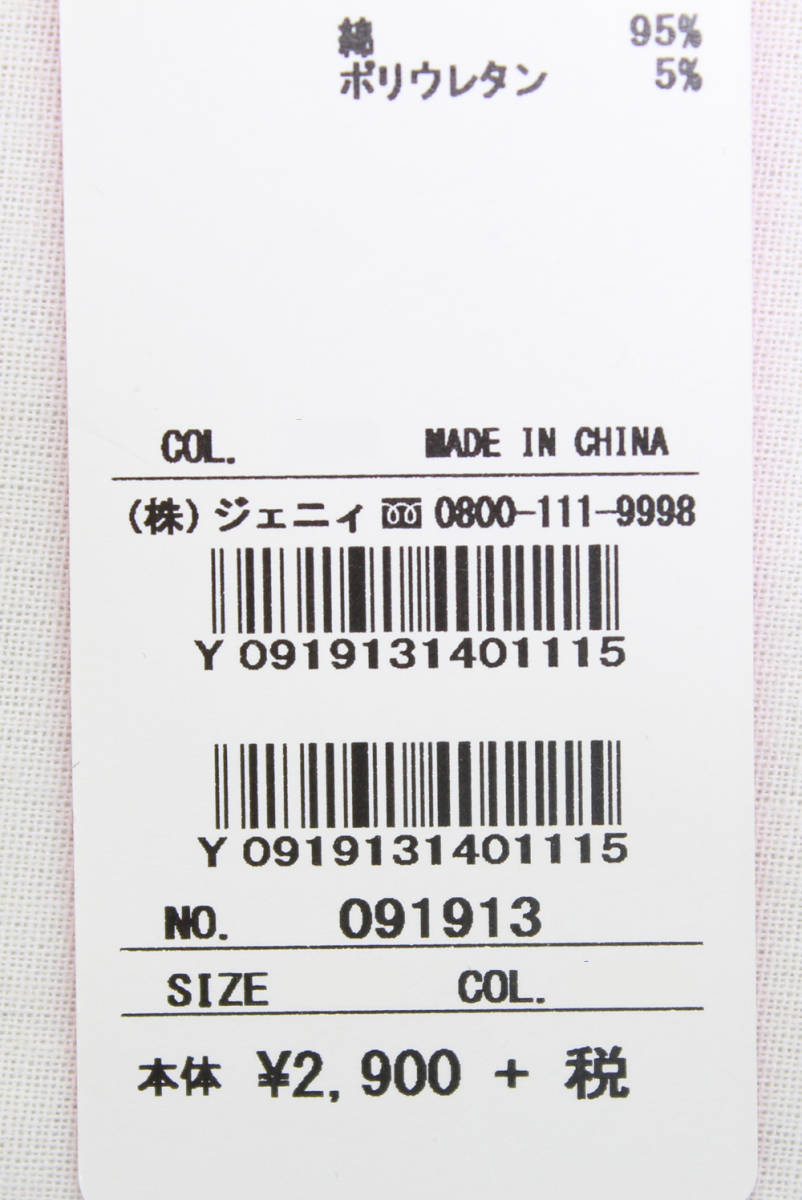 綿 95%
ポリウレタン 5%
COL. MADE IN CHINA
(株)ジェニィ 0800-111-9998
Y 0919131401115
Y 0919131401115
NO. 091913
SIZE COL.
本体 ¥2,900 + 税